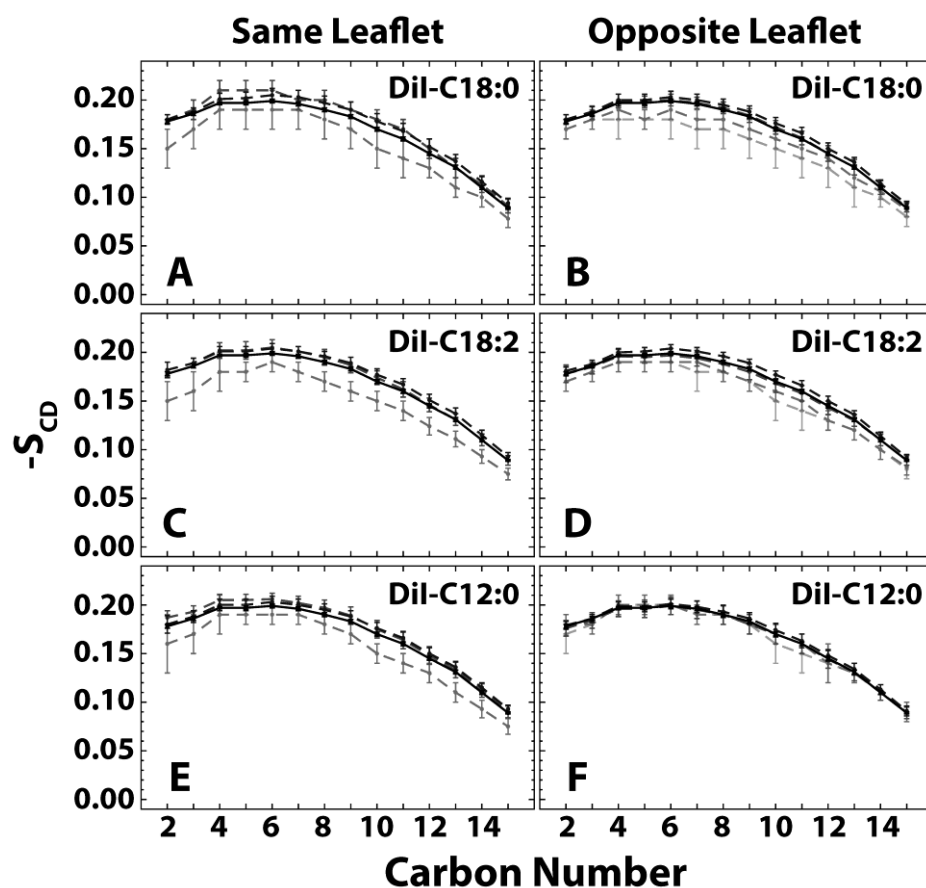 Same Leaflet Opposite Leaflet
DiI-C18:0 DiI-C18:0
0.20
0.15
0.10
0.05
0.00
A B
DiI-C18:2 DiI-C18:2
0.20
0.15
0.10
0.05
0.00
C D
-SCD
DiI-C12:0 DiI-C12:0
0.20
0.15
0.10
0.05
0.00
E F
2 4 6 8 10 12 14 2 4 6 8 10 12 14
Carbon Number